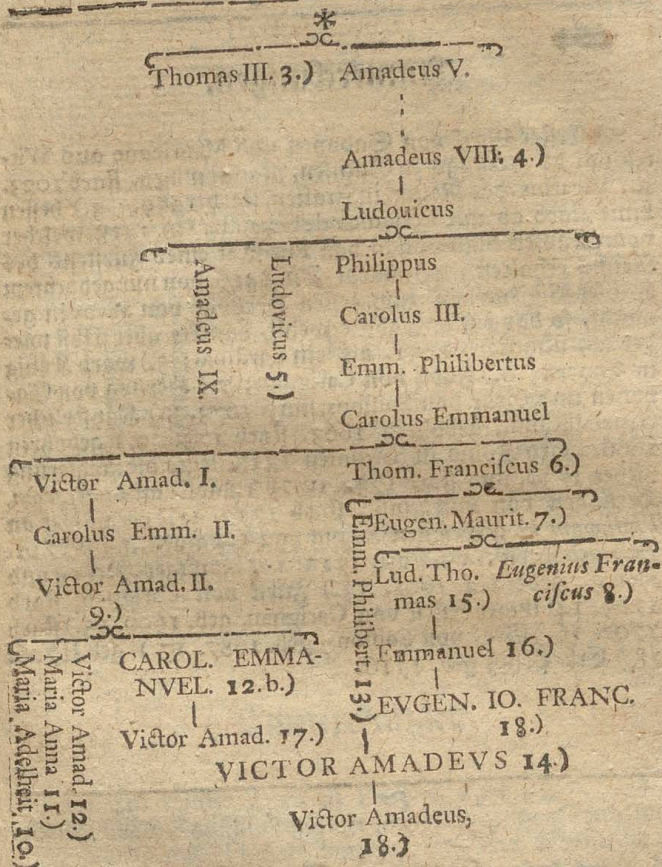 *
Thomas III. 3.) Amadeus V.
Amadeus VIII. 4.)
Ludouicus
Amadeus IX.
Ludovicus 5.)
Philippus
Carolus III.
Emm. Philibertus
Carolus Emmanuel
Victor Amad. I.
Thom. Franciſcus 6.)
Carolus Emm. II.
Victor Amad. II.
9.)
Emm. Philibert. 13.)
Eugen. Maurit. 7.)
Lud. Tho-
mas 15.)
Eugenius Fran-
ciſcus 8.)
Emmanuel 16.)
EVGEN. IO. FRANC.
18.)
Maria Adelheit. 10.)
Maria Anna 11.)
Victor Amad. 12.)
CAROL. EMMA-
NVEL. 12.b.)
Victor Amad. 17.)
VICTOR AMADEVS 14.)
Victor Amadeus,
18.)